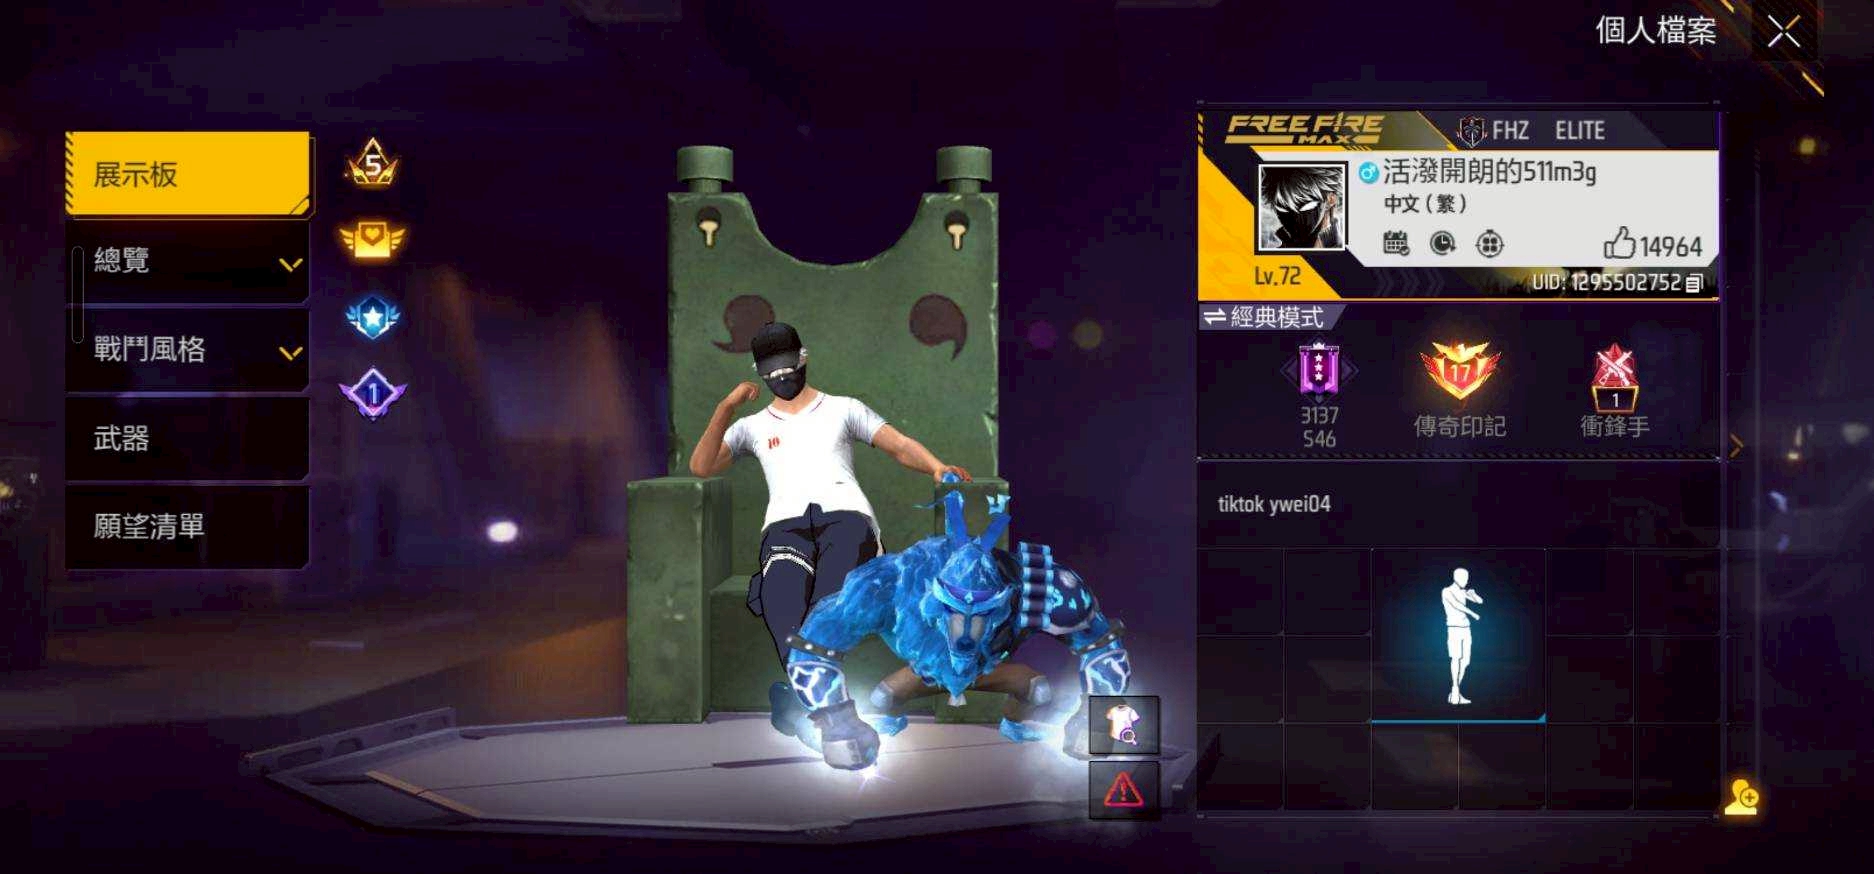 個人檔案
展示板
總覽
戰鬥風格
武器
願望清單
5
1
10
FREE FIRE
MAX
FHZ ELITE
活潑開朗的511m3g
中文(繁)
14964
Lv.72
UID: 1295502752
經典模式
3137
S46
17
傳奇印記
1
衝鋒手
tiktok ywei04